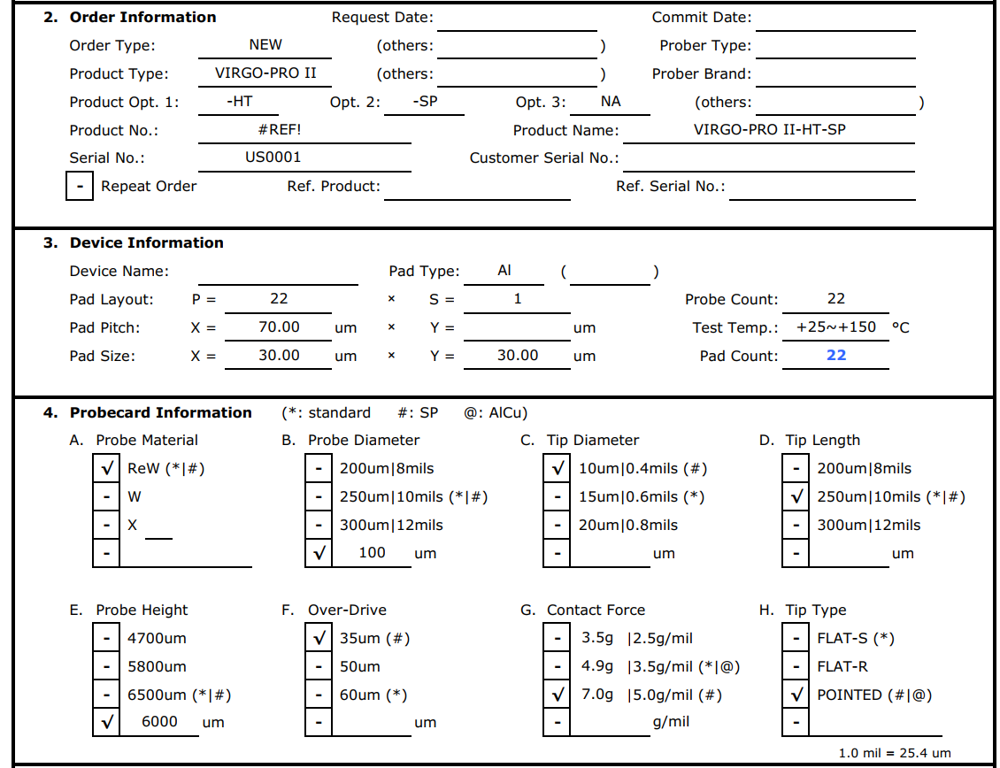 2. Order Information Request Date: Commit Date:
Order Type: NEW (others: ) Prober Type:
Product Type: VIRGO-PRO II (others: ) Prober Brand:
Product Opt. 1: -HT Opt. 2: -SP Opt. 3: NA (others: )
Product No.: #REF! Product Name: VIRGO-PRO II-HT-SP
Serial No.: US0001 Customer Serial No.:
- Repeat Order Ref. Product: Ref. Serial No.:
3. Device Information
Device Name: Pad Type: Al ( )
Pad Layout: P = 22 × S = 1 Probe Count: 22
Pad Pitch: X = 70.00 um × Y = um Test Temp.: +25~+150 °C
Pad Size: X = 30.00 um × Y = 30.00 um Pad Count: 22
4. Probecard Information (*: standard #: SP @: AlCu)
A. Probe Material B. Probe Diameter C. Tip Diameter D. Tip Length
√ ReW (*|#) - 200um|8mils √ 10um|0.4mils (#) - 200um|8mils
- W - 250um|10mils (*|#) - 15um|0.6mils (*) √ 250um|10mils (*|#)
- X - 300um|12mils - 20um|0.8mils - 300um|12mils
- √ 100 um - um - um
E. Probe Height F. Over-Drive G. Contact Force H. Tip Type
- 4700um √ 35um (#) - 3.5g |2.5g/mil - FLAT-S (*)
- 5800um - 50um - 4.9g |3.5g/mil (*|@) - FLAT-R
- 6500um (*|#) - 60um (*) √ 7.0g |5.0g/mil (#) √ POINTED (#|@)
√ 6000 um - um - g/mil -
1.0 mil = 25.4 um